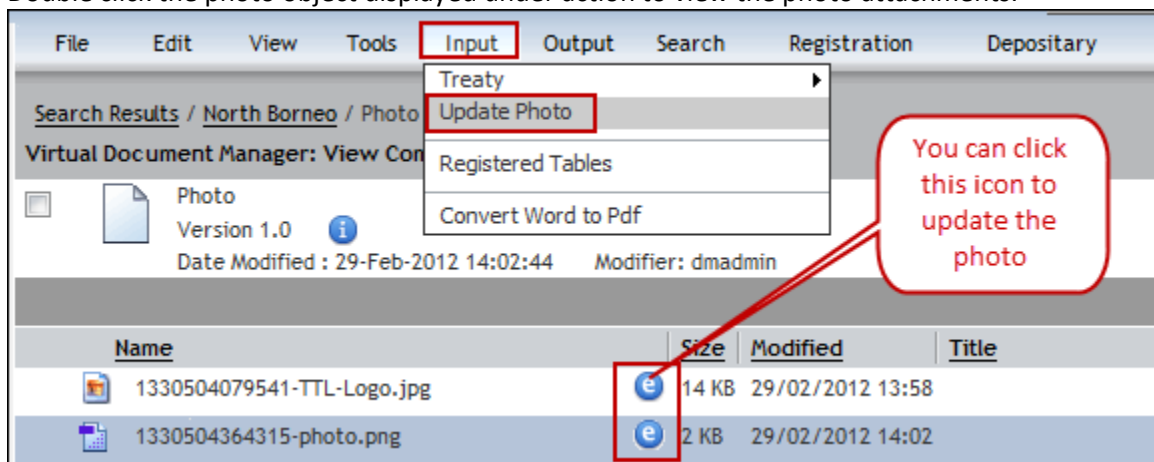 Double click the photo object displayed under action to view the photo attachments.
File Edit View Tools Input Output Search Registration Depositary
Treaty
Search Results / North Borneo / Photo Update Photo
Virtual Document Manager: View Con
Registered Tables
Convert Word to Pdf
You can click
this icon to
update the
photo
Photo
Version 1.0
Date Modified : 29-Feb-2012 14:02:44 Modifier: dmadmin
Name Size Modified Title
1330504079541-TTL-Logo.jpg e 14 KB 29/02/2012 13:58
1330504364315-photo.png e 2 KB 29/02/2012 14:02